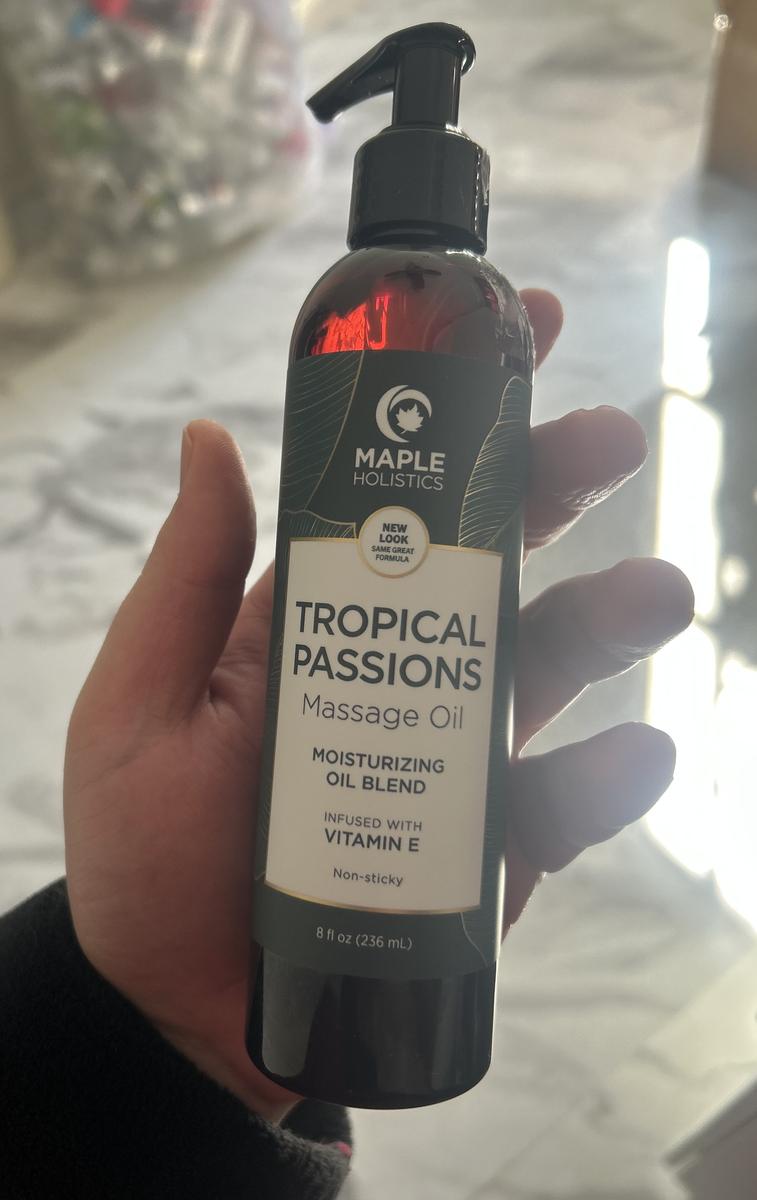 MAPLE
HOLISTICS
NEW
LOOK
SAME GREAT
FORMULA
TROPICAL
PASSIONS
Massage Oil
MOISTURIZING
OIL BLEND
INFUSED WITH
VITAMIN E
Non-sticky
8 fl oz (236 mL)